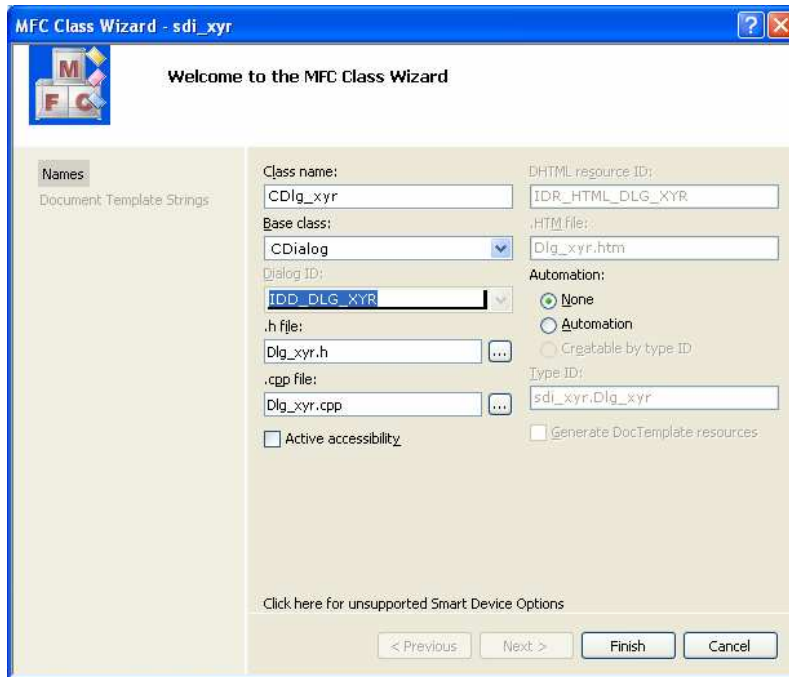 MFC Class Wizard - sdi_xyr
M
F C
Welcome to the MFC Class Wizard
Names
Document Template Strings
Class name:
CDlg_xyr
Base class:
CDialog
Dialog ID:
IDD_DLG_XYR
.h file:
Dlg_xyr.h
...
.cpp file:
Dlg_xyr.cpp
...
Active accessibility
DHTML resource ID:
IDR_HTML_DLG_XYR
.HTM file:
Dlg_xyr.htm
Automation:
None
Automation
Creatable by type ID
Type ID:
sdi_xyr.Dlg_xyr
Generate DocTemplate resources
Click here for unsupported Smart Device Options
< Previous
Next >
Finish
Cancel